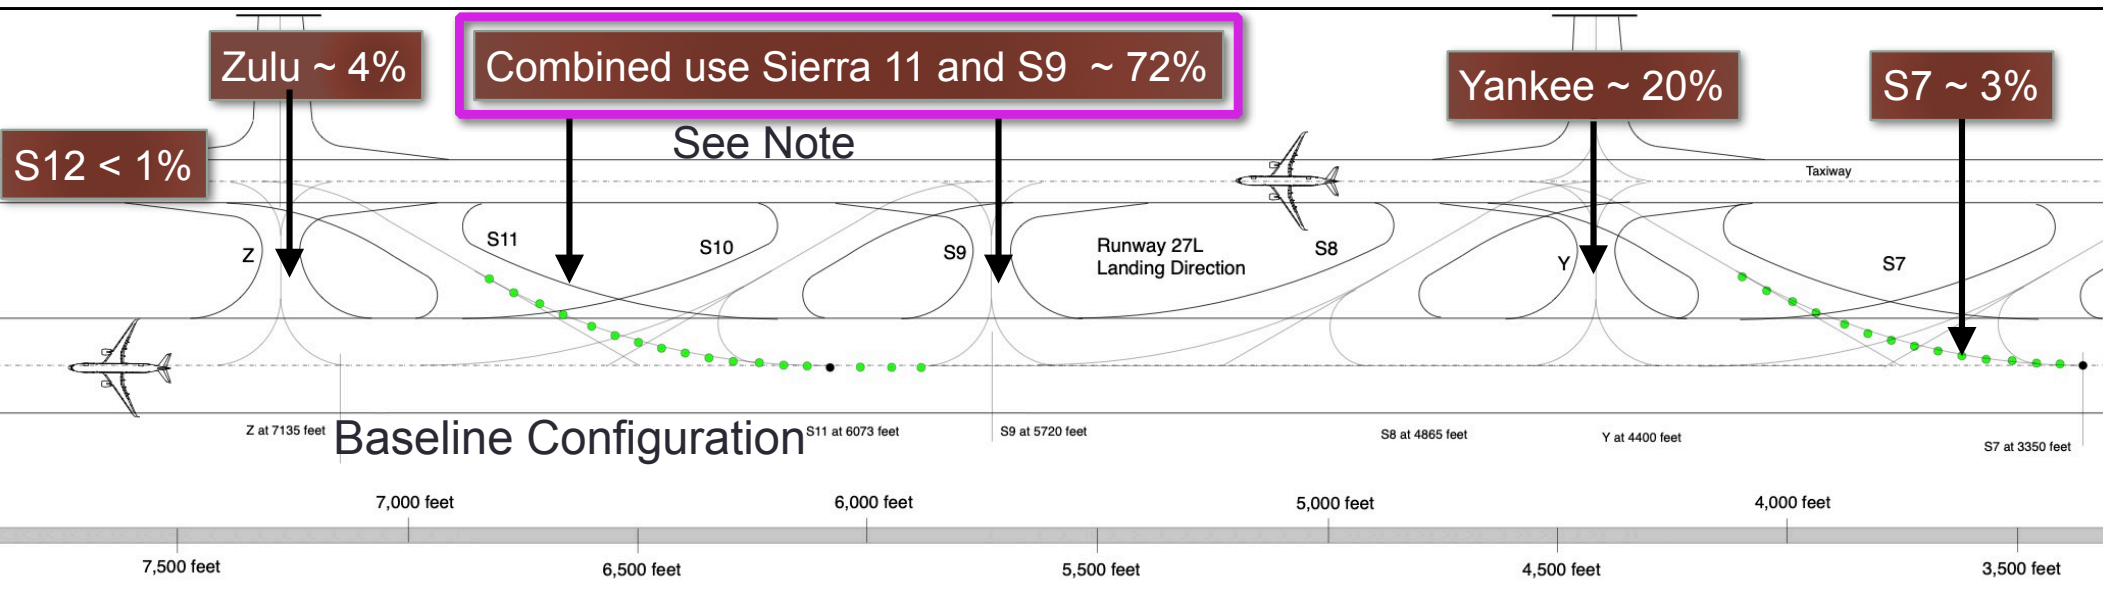 Zulu ~ 4%
Combined use Sierra 11 and S9 ~ 72%
Yankee ~ 20%
S7 ~ 3%
S12 < 1%
See Note
Taxiway
Z
S11
S10
S9
Runway 27L
Landing Direction
S8
Y
S7
Z at 7135 feet
Baseline Configuration
S11 at 6073 feet
S9 at 5720 feet
S8 at 4865 feet
Y at 4400 feet
S7 at 3350 feet
7,000 feet
6,000 feet
5,000 feet
4,000 feet
7,500 feet
6,500 feet
5,500 feet
4,500 feet
3,500 feet